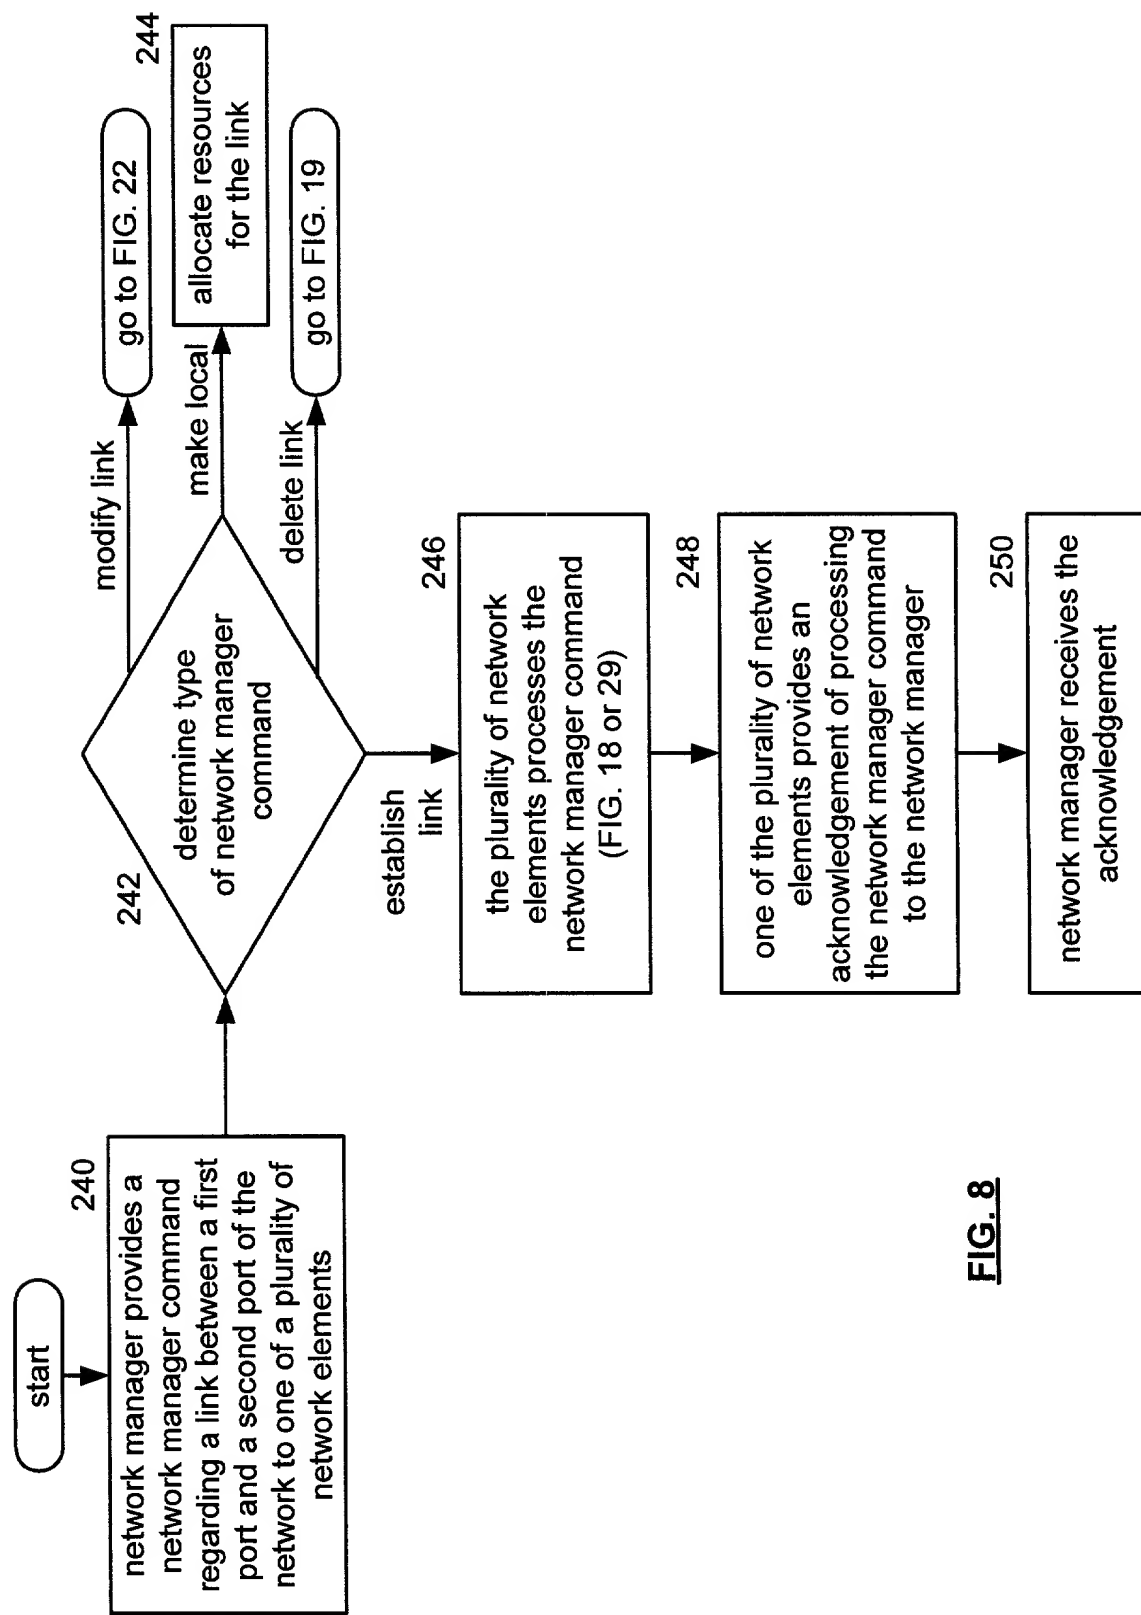 start
240
network manager provides a
network manager command
regarding a link between a first
port and a second port of the
network to one of a plurality of
network elements
242
determine type
of network manager
command
modify link
go to FIG. 22
make local
244
allocate resources
for the link
delete link
go to FIG. 19
establish
link
246
the plurality of network
elements processes the
network manager command
(FIG. 18 or 29)
248
one of the plurality of network
elements provides an
acknowledgement of processing
the network manager command
to the network manager
250
network manager receives the
acknowledgement
FIG. 8